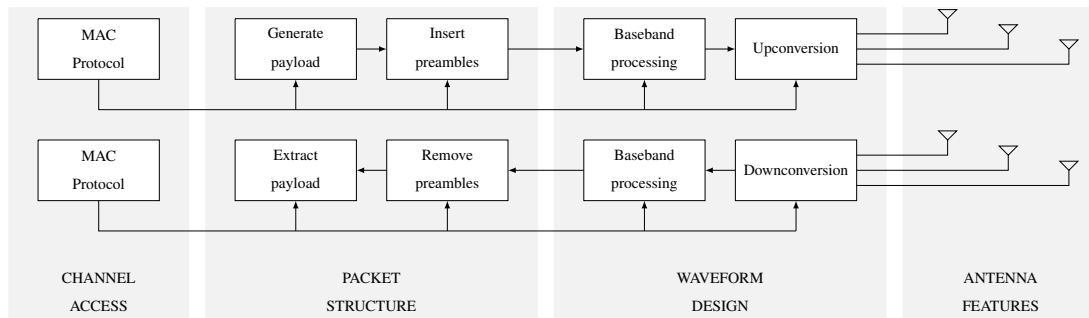 MAC
Protocol
Generate
payload
Insert
preambles
Baseband
processing
Upconversion
MAC
Protocol
Extract
payload
Remove
preambles
Baseband
processing
Downconversion
CHANNEL
ACCESS
PACKET
STRUCTURE
WAVEFORM
DESIGN
ANTENNA
FEATURES